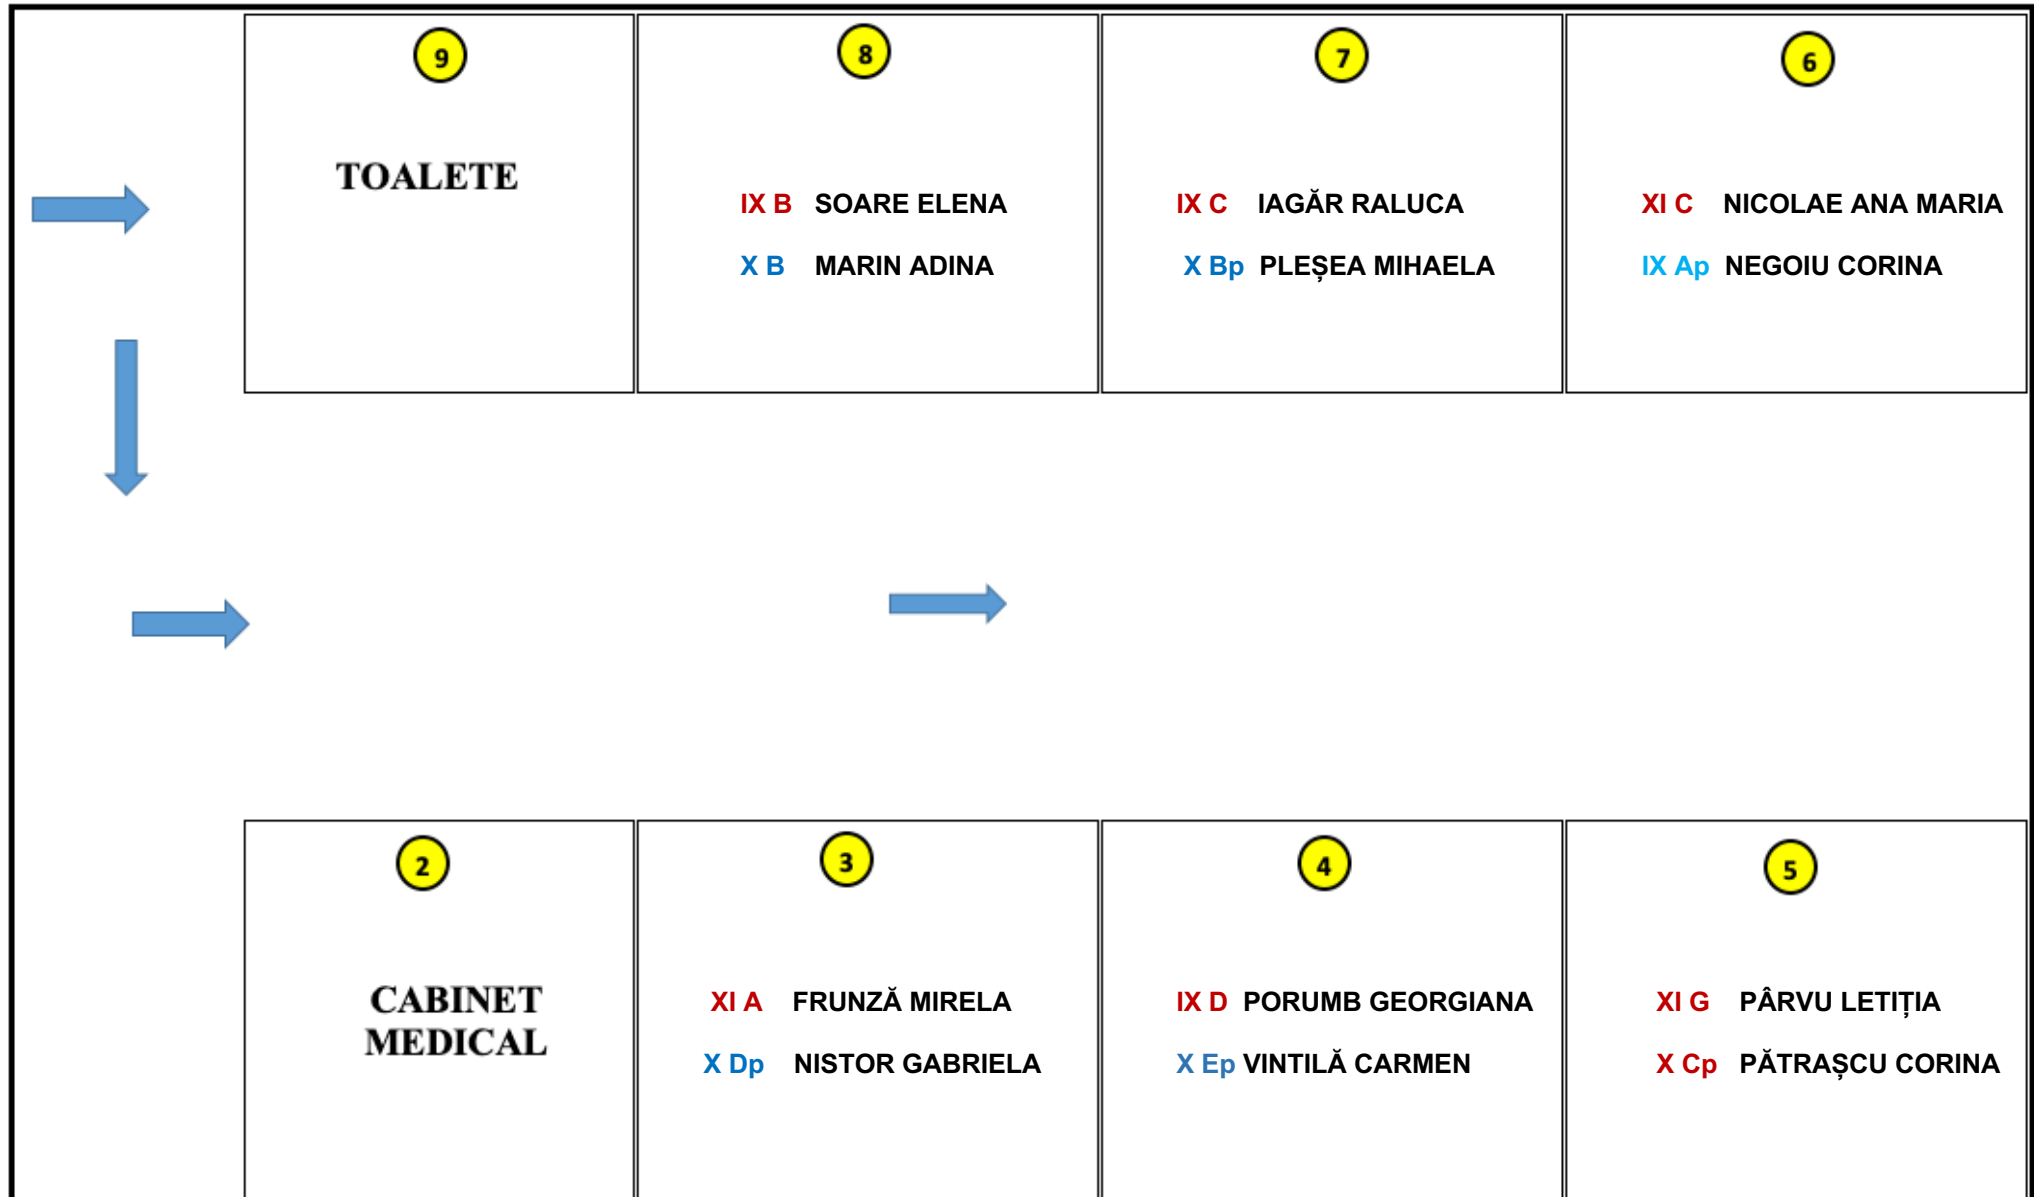 9
TOALETE
8
IX B SOARE ELENA
X B MARIN ADINA
7
IX C IAGĂR RALUCA
X Bp PLEȘEA MIHAELA
6
XI C NICOLAE ANA MARIA
IX Ap NEGOIU CORINA
2
CABINET
MEDICAL
3
XI A FRUNZĂ MIRELA
X Dp NISTOR GABRIELA
4
IX D PORUMB GEORGIANA
X Ep VINTILĂ CARMEN
5
XI G PÂRVU LETIȚIA
X Cp PĂTRAȘCU CORINA